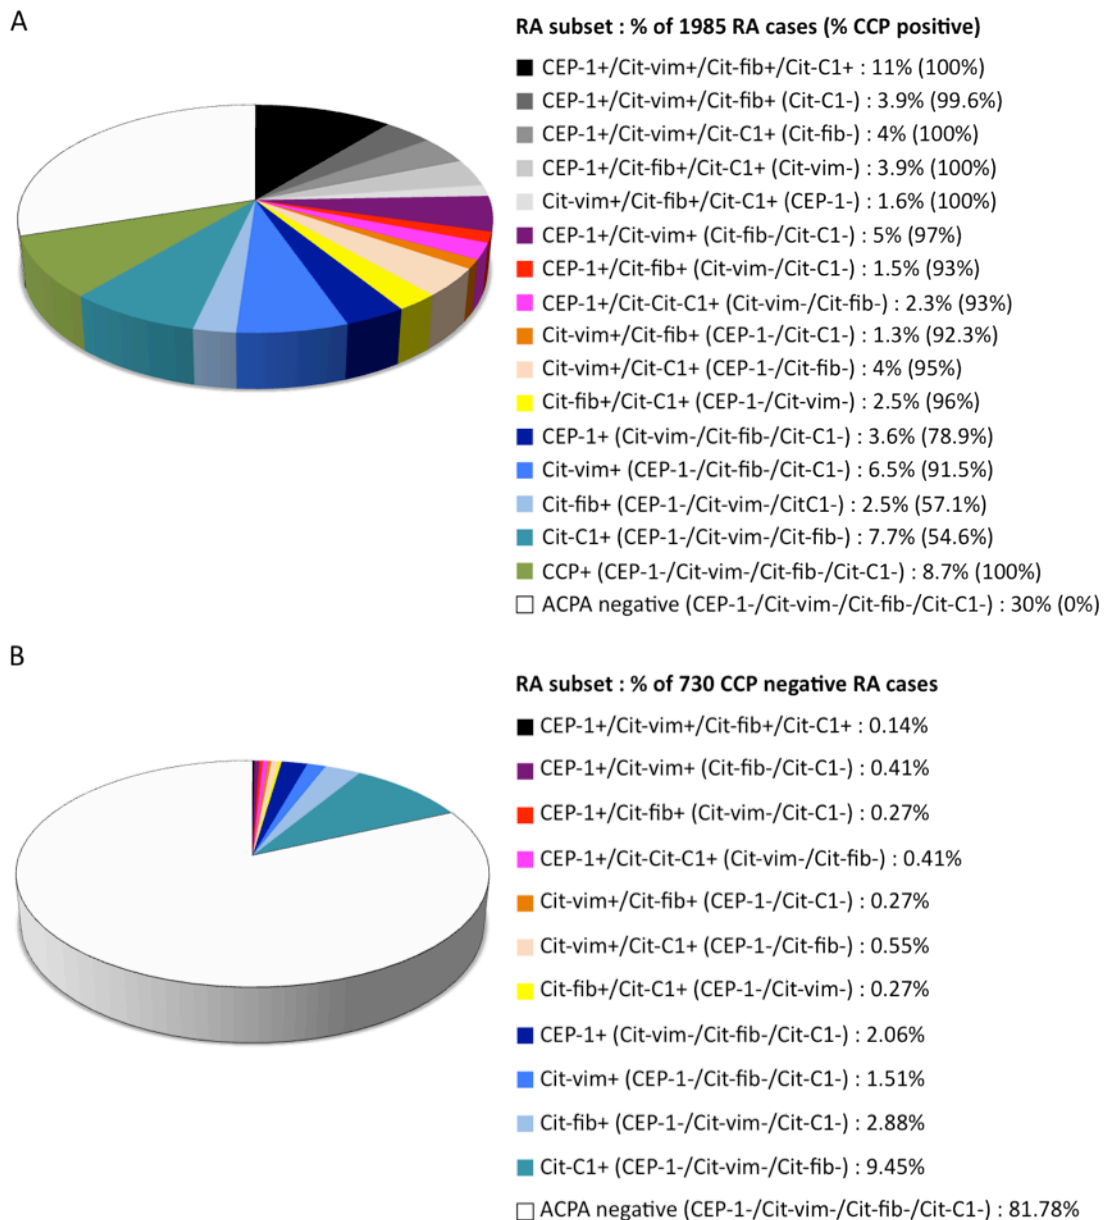 A
RA subset : % of 1985 RA cases (% CCP positive)
CEP-1+/Cit-vim+/Cit-fib+/Cit-C1+ : 11% (100%)
CEP-1+/Cit-vim+/Cit-fib+ (Cit-C1-) : 3.9% (99.6%)
CEP-1+/Cit-vim+/Cit-C1+ (Cit-fib-) : 4% (100%)
CEP-1+/Cit-fib+/Cit-C1+ (Cit-vim-) : 3.9% (100%)
Cit-vim+/Cit-fib+/Cit-C1+ (CEP-1-) : 1.6% (100%)
CEP-1+/Cit-vim+ (Cit-fib-/Cit-C1-) : 5% (97%)
CEP-1+/Cit-fib+ (Cit-vim-/Cit-C1-) : 1.5% (93%)
CEP-1+/Cit-Cit-C1+ (Cit-vim-/Cit-fib-) : 2.3% (93%)
Cit-vim+/Cit-fib+ (CEP-1-/Cit-C1-) : 1.3% (92.3%)
Cit-vim+/Cit-C1+ (CEP-1-/Cit-fib-) : 4% (95%)
Cit-fib+/Cit-C1+ (CEP-1-/Cit-vim-) : 2.5% (96%)
CEP-1+ (Cit-vim-/Cit-fib-/Cit-C1-) : 3.6% (78.9%)
Cit-vim+ (CEP-1-/Cit-fib-/Cit-C1-) : 6.5% (91.5%)
Cit-fib+ (CEP-1-/Cit-vim-/CitC1-) : 2.5% (57.1%)
Cit-C1+ (CEP-1-/Cit-vim-/Cit-fib-) : 7.7% (54.6%)
CCP+ (CEP-1-/Cit-vim-/Cit-fib-/Cit-C1-) : 8.7% (100%)
ACPA negative (CEP-1-/Cit-vim-/Cit-fib-/Cit-C1-) : 30% (0%)
B
RA subset : % of 730 CCP negative RA cases
CEP-1+/Cit-vim+/Cit-fib+/Cit-C1+ : 0.14%
CEP-1+/Cit-vim+ (Cit-fib-/Cit-C1-) : 0.41%
CEP-1+/Cit-fib+ (Cit-vim-/Cit-C1-) : 0.27%
CEP-1+/Cit-Cit-C1+ (Cit-vim-/Cit-fib-) : 0.41%
Cit-vim+/Cit-fib+ (CEP-1-/Cit-C1-) : 0.27%
Cit-vim+/Cit-C1+ (CEP-1-/Cit-fib-) : 0.55%
Cit-fib+/Cit-C1+ (CEP-1-/Cit-vim-) : 0.27%
CEP-1+ (Cit-vim-/Cit-fib-/Cit-C1-) : 2.06%
Cit-vim+ (CEP-1-/Cit-fib-/Cit-C1-) : 1.51%
Cit-fib+ (CEP-1-/Cit-vim-/Cit-C1-) : 2.88%
Cit-C1+ (CEP-1-/Cit-vim-/Cit-fib-) : 9.45%
ACPA negative (CEP-1-/Cit-vim-/Cit-fib-/Cit-C1-) : 81.78%